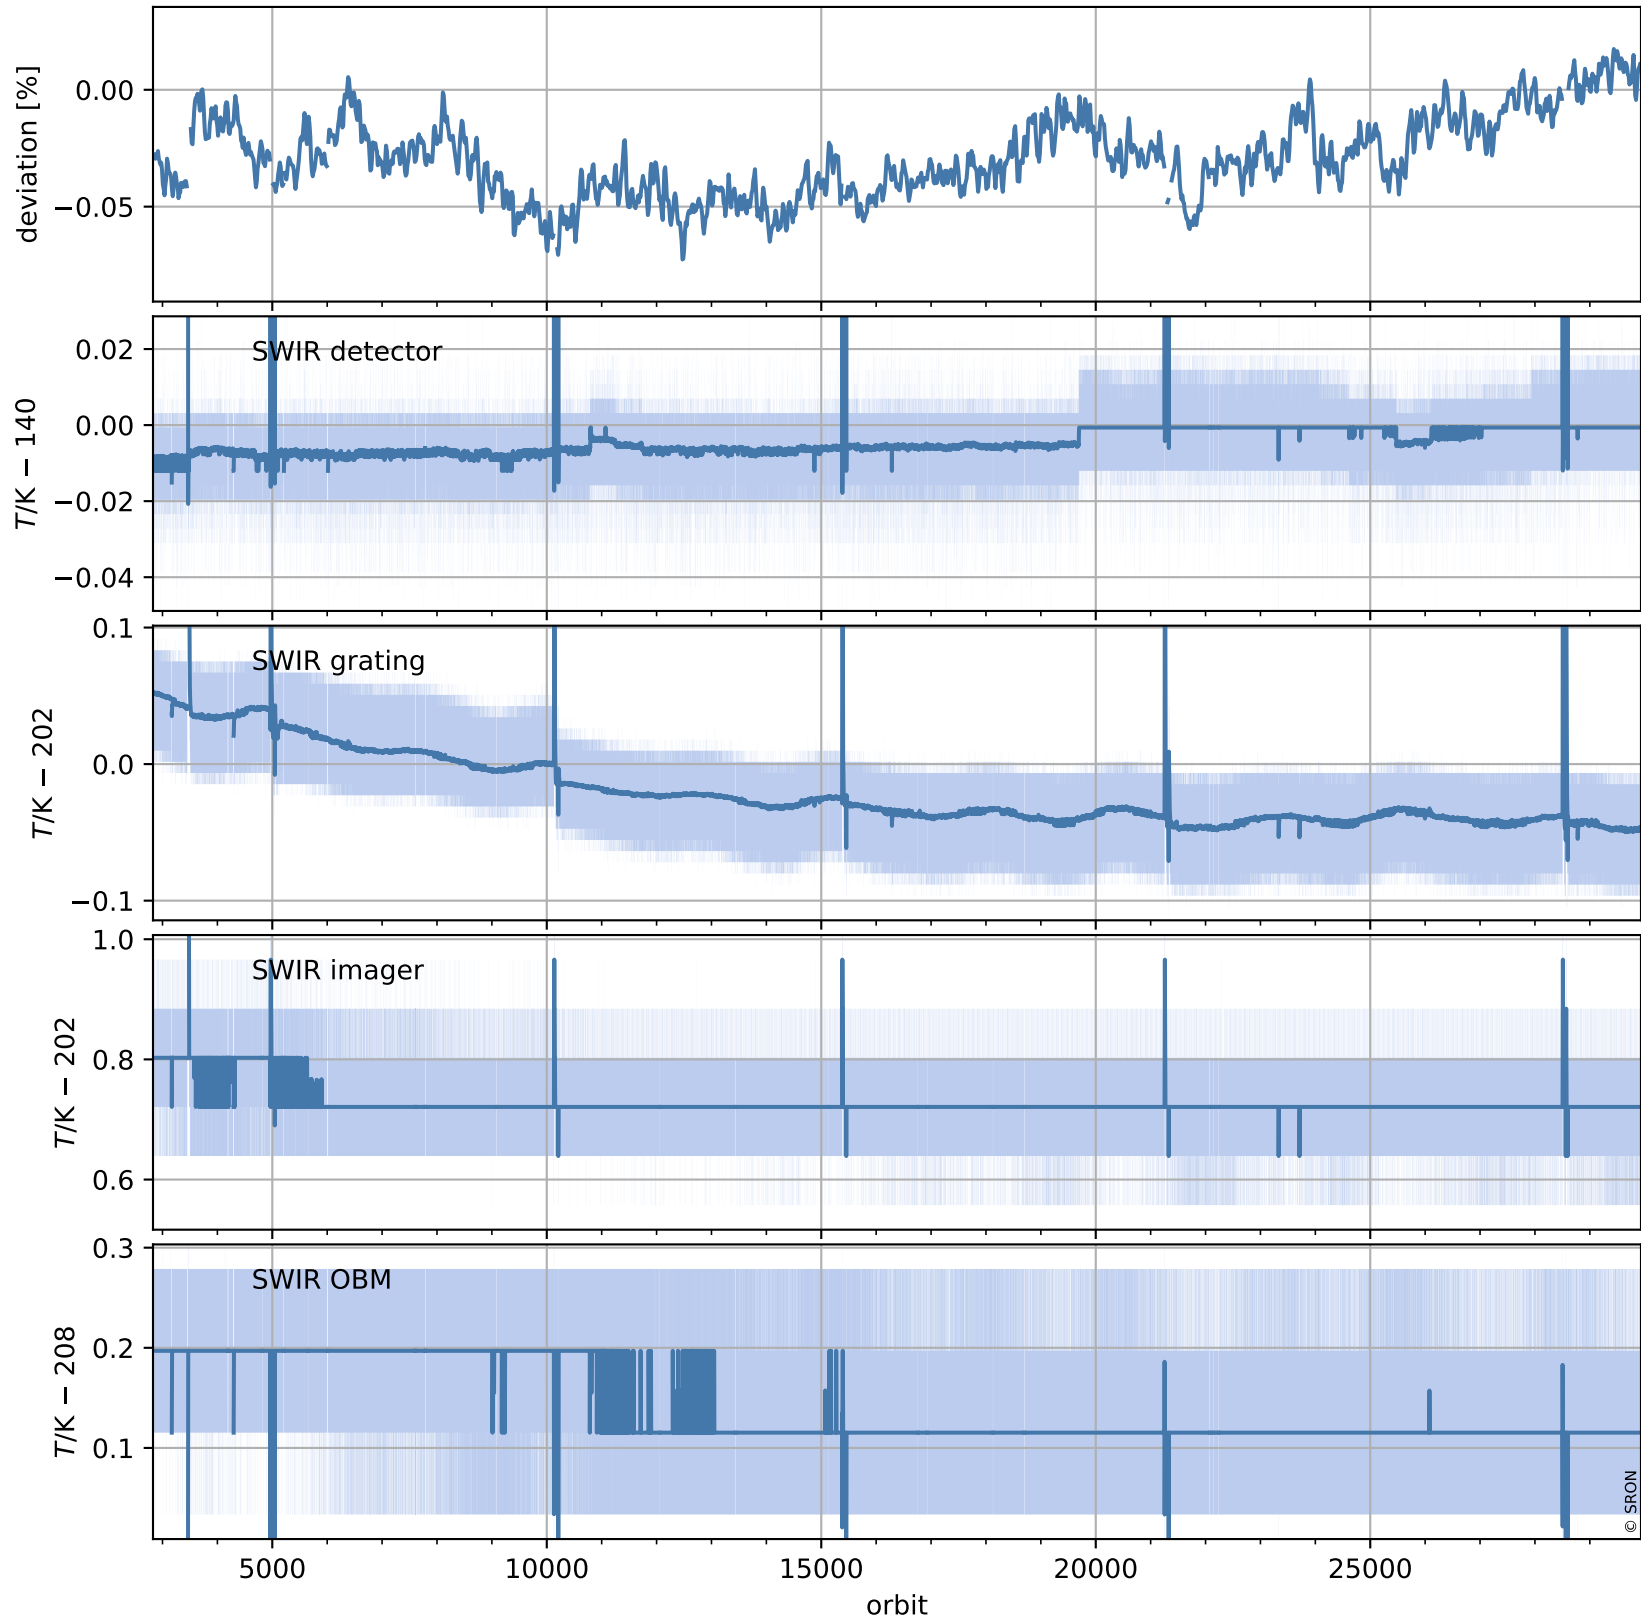 deviation [%]
0.00
−0.05
SWIR detector
T/K − 140
0.02
0.00
−0.02
−0.04
SWIR grating
T/K − 202
0.1
0.0
−0.1
SWIR imager
T/K − 202
1.0
0.8
0.6
SWIR OBM
T/K − 208
0.3
0.2
0.1
© SRON
5000 10000 15000 20000 25000
orbit